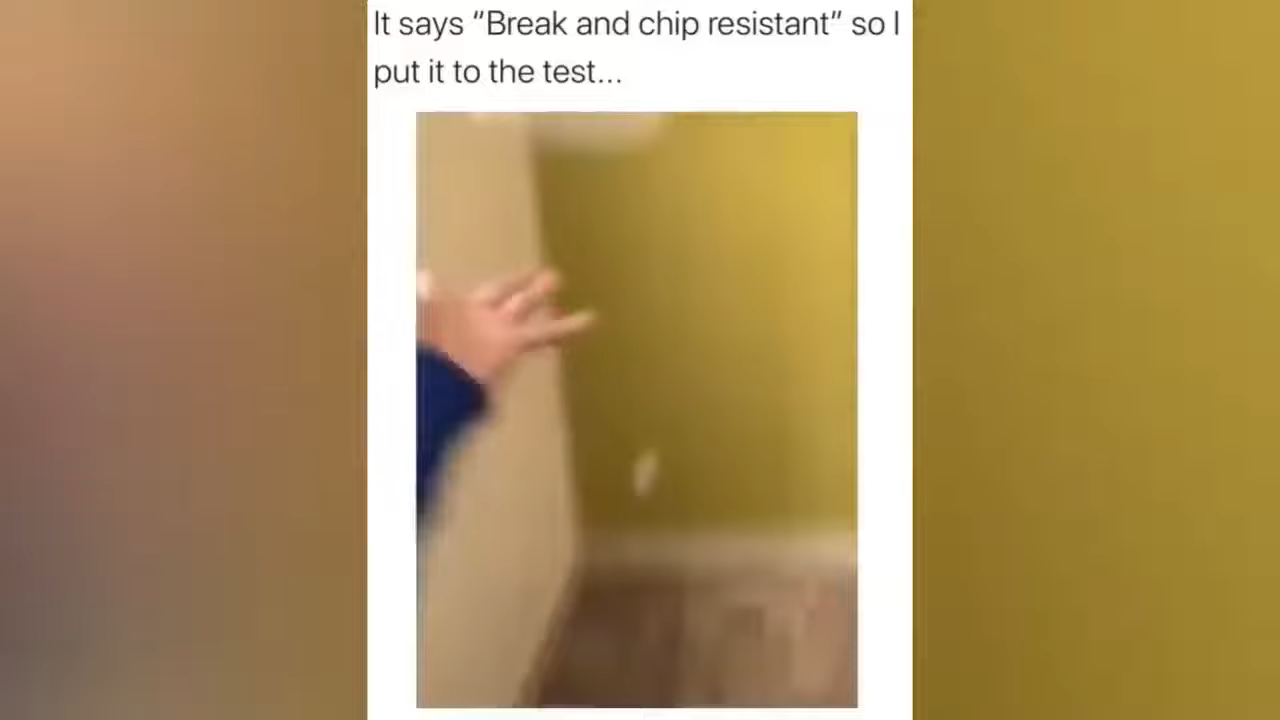 It says “Break and chip resistant” so I
put it to the test...